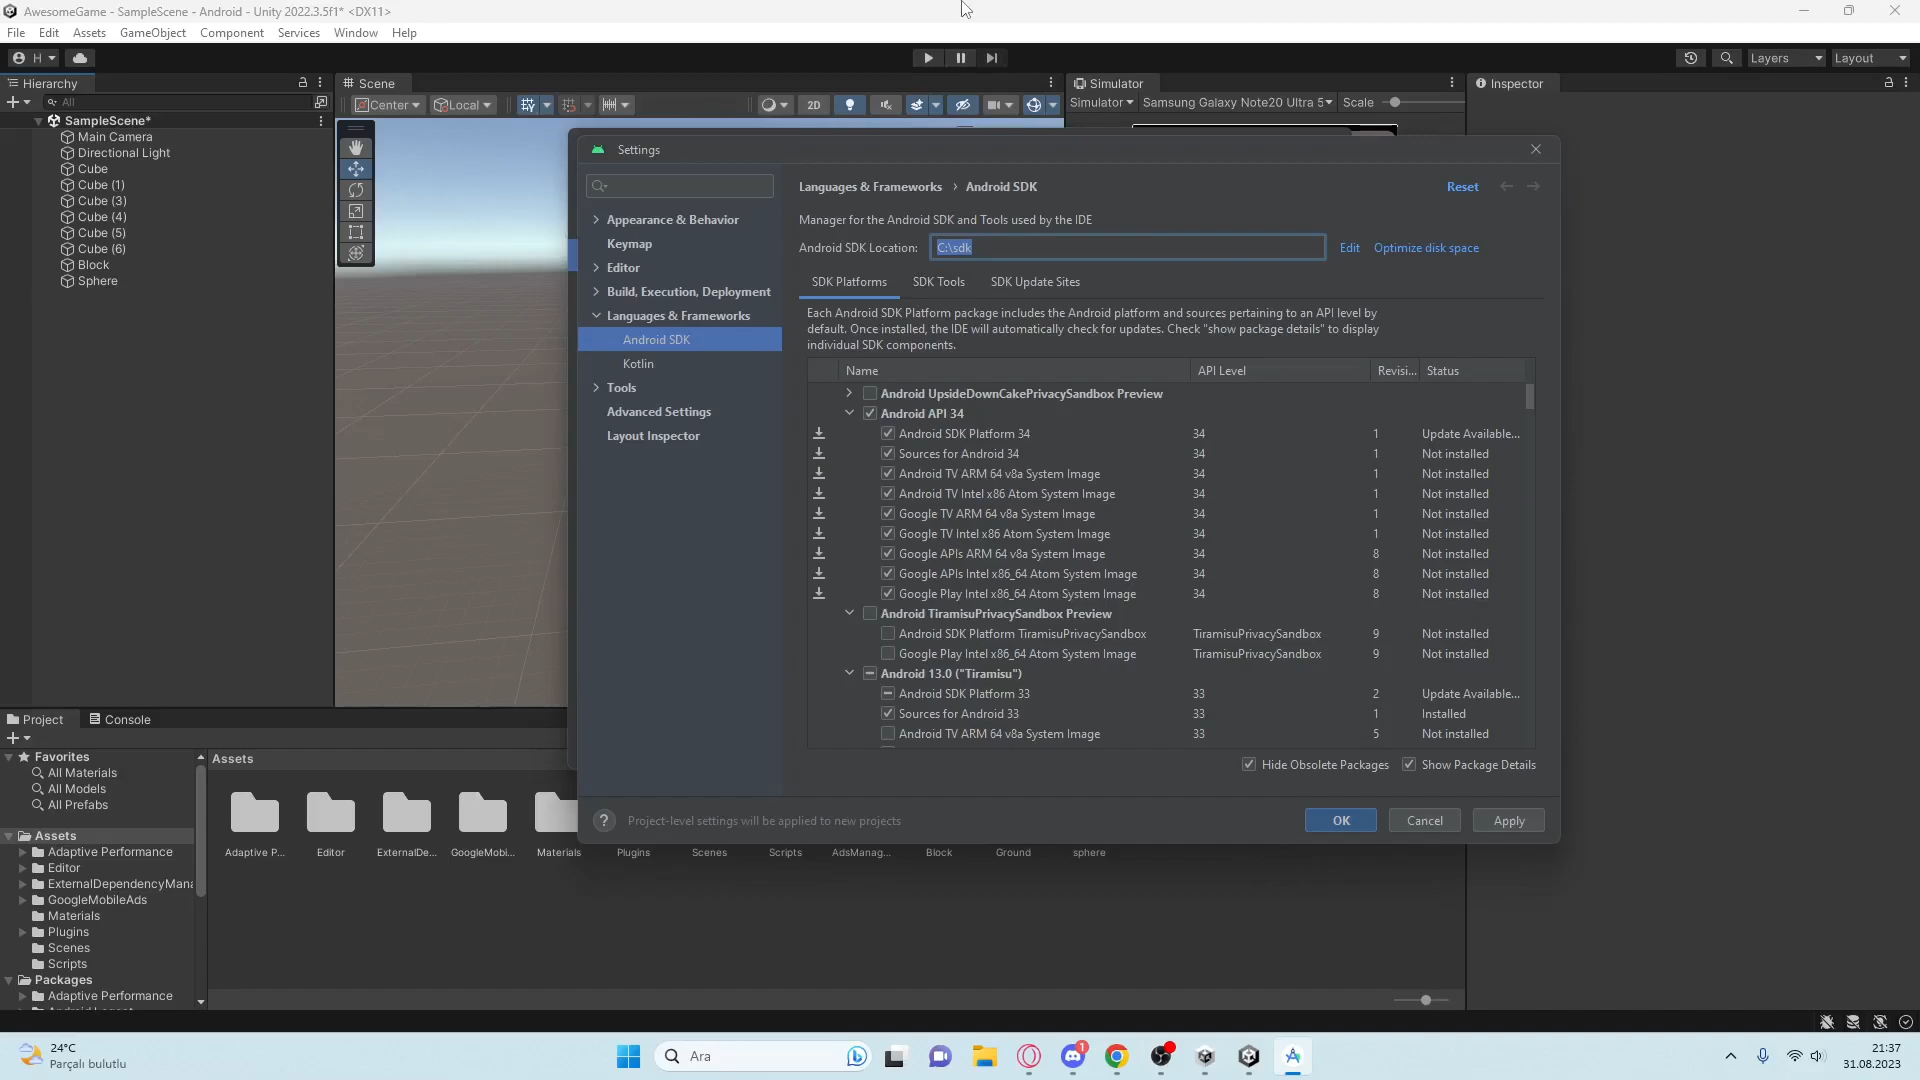 AwesomeGame - SampleScene - Android - Unity 2022.3.5f1* <DX11>
File Edit Assets GameObject Component Services Window Help
H
Layers Layout
Hierarchy
All
SampleScene*
Main Camera
Directional Light
Cube
Cube (1)
Cube (3)
Cube (4)
Cube (5)
Cube (6)
Block
Sphere
Scene
Center Local 2D
Simulator
Simulator Samsung Galaxy Note20 Ultra 5 Scale
Inspector
Settings
Appearance & Behavior
Keymap
Editor
Build, Execution, Deployment
Languages & Frameworks
Android SDK
Kotlin
Tools
Advanced Settings
Layout Inspector
Languages & Frameworks › Android SDK
Reset
Manager for the Android SDK and Tools used by the IDE
Android SDK Location: C:\sdk Edit Optimize disk space
SDK Platforms SDK Tools SDK Update Sites
Each Android SDK Platform package includes the Android platform and sources pertaining to an API level by
default. Once installed, the IDE will automatically check for updates. Check "show package details" to display
individual SDK components.
Name API Level Revisi... Status
Android UpsideDownCakePrivacySandbox Preview
Android API 34
Android SDK Platform 34 34 1 Update Available...
Sources for Android 34 34 1 Not installed
Android TV ARM 64 v8a System Image 34 1 Not installed
Android TV Intel x86 Atom System Image 34 1 Not installed
Google TV ARM 64 v8a System Image 34 1 Not installed
Google TV Intel x86 Atom System Image 34 1 Not installed
Google APIs ARM 64 v8a System Image 34 8 Not installed
Google APIs Intel x86_64 Atom System Image 34 8 Not installed
Google Play Intel x86_64 Atom System Image 34 8 Not installed
Android TiramisuPrivacySandbox Preview
Android SDK Platform TiramisuPrivacySandbox TiramisuPrivacySandbox 9 Not installed
Google Play Intel x86_64 Atom System Image TiramisuPrivacySandbox 9 Not installed
Android 13.0 ("Tiramisu")
Android SDK Platform 33 33 2 Update Available...
Sources for Android 33 33 1 Installed
Android TV ARM 64 v8a System Image 33 5 Not installed
Hide Obsolete Packages Show Package Details
? Project-level settings will be applied to new projects
OK Cancel Apply
Project Console
Favorites
All Materials
All Models
All Prefabs
Assets
Adaptive Performance
Editor
ExternalDependencyMana
GoogleMobileAds
Materials
Plugins
Scenes
Scripts
Packages
Adaptive Performance
Assets
Adaptive P... Editor ExternalDe... GoogleMobi... Materials Plugins Scenes Scripts AdsManag... Block Ground sphere
24°C
Parçalı bulutlu
Ara
1
21:37
31.08.2023